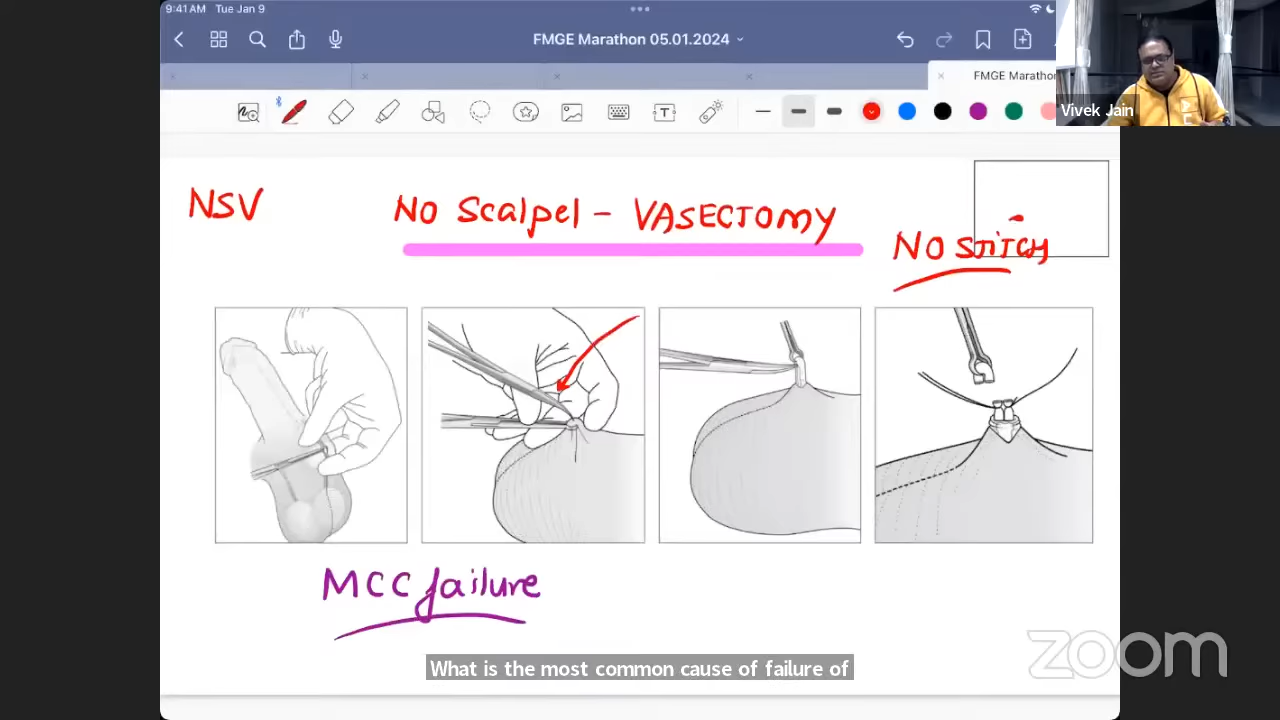 9:41 AM Tue Jan 9
FMGE Marathon 05.01.2024
FMGE Marathon
T
Vivek Jain
NSV
NO Scalpel - VASECTOMY
NO STITCH
MCC failure
What is the most common cause of failure of
zoom